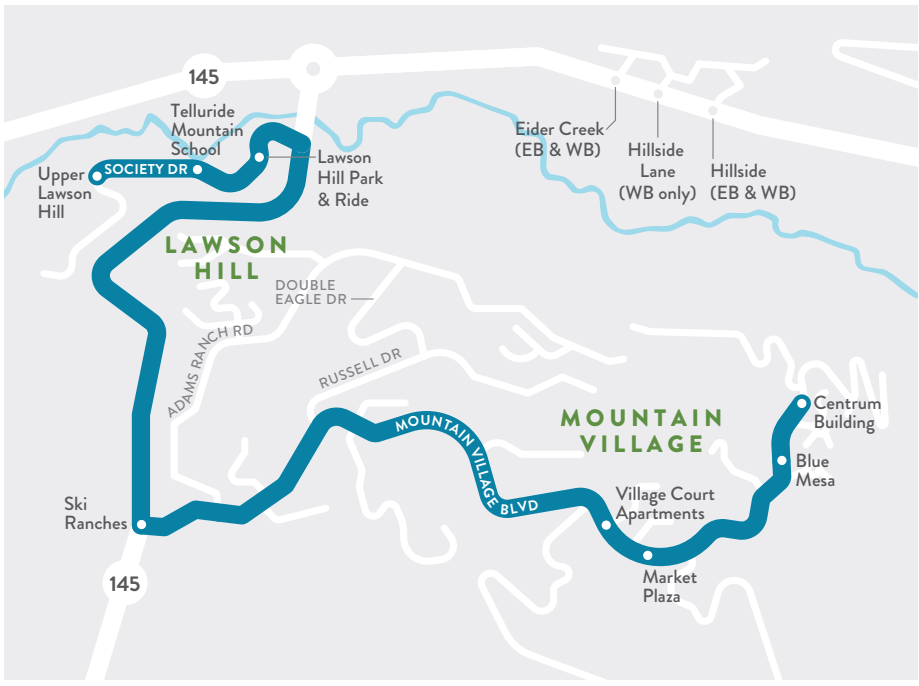 145
Telluride
Mountain
School
Eider Creek
(EB & WB)
Hillside
Lane
(WB only)
Hillside
(EB & WB)
Upper
Lawson
Hill
SOCIETY DR
Lawson
Hill Park
& Ride
LAWSON
HILL
DOUBLE
EAGLE DR
ADAMS RANCH RD
RUSSELL DR
MOUNTAIN VILLAGE BLVD
MOUNTAIN
VILLAGE
Centrum
Building
Blue
Mesa
Ski
Ranches
Village Court
Apartments
Market
Plaza
145